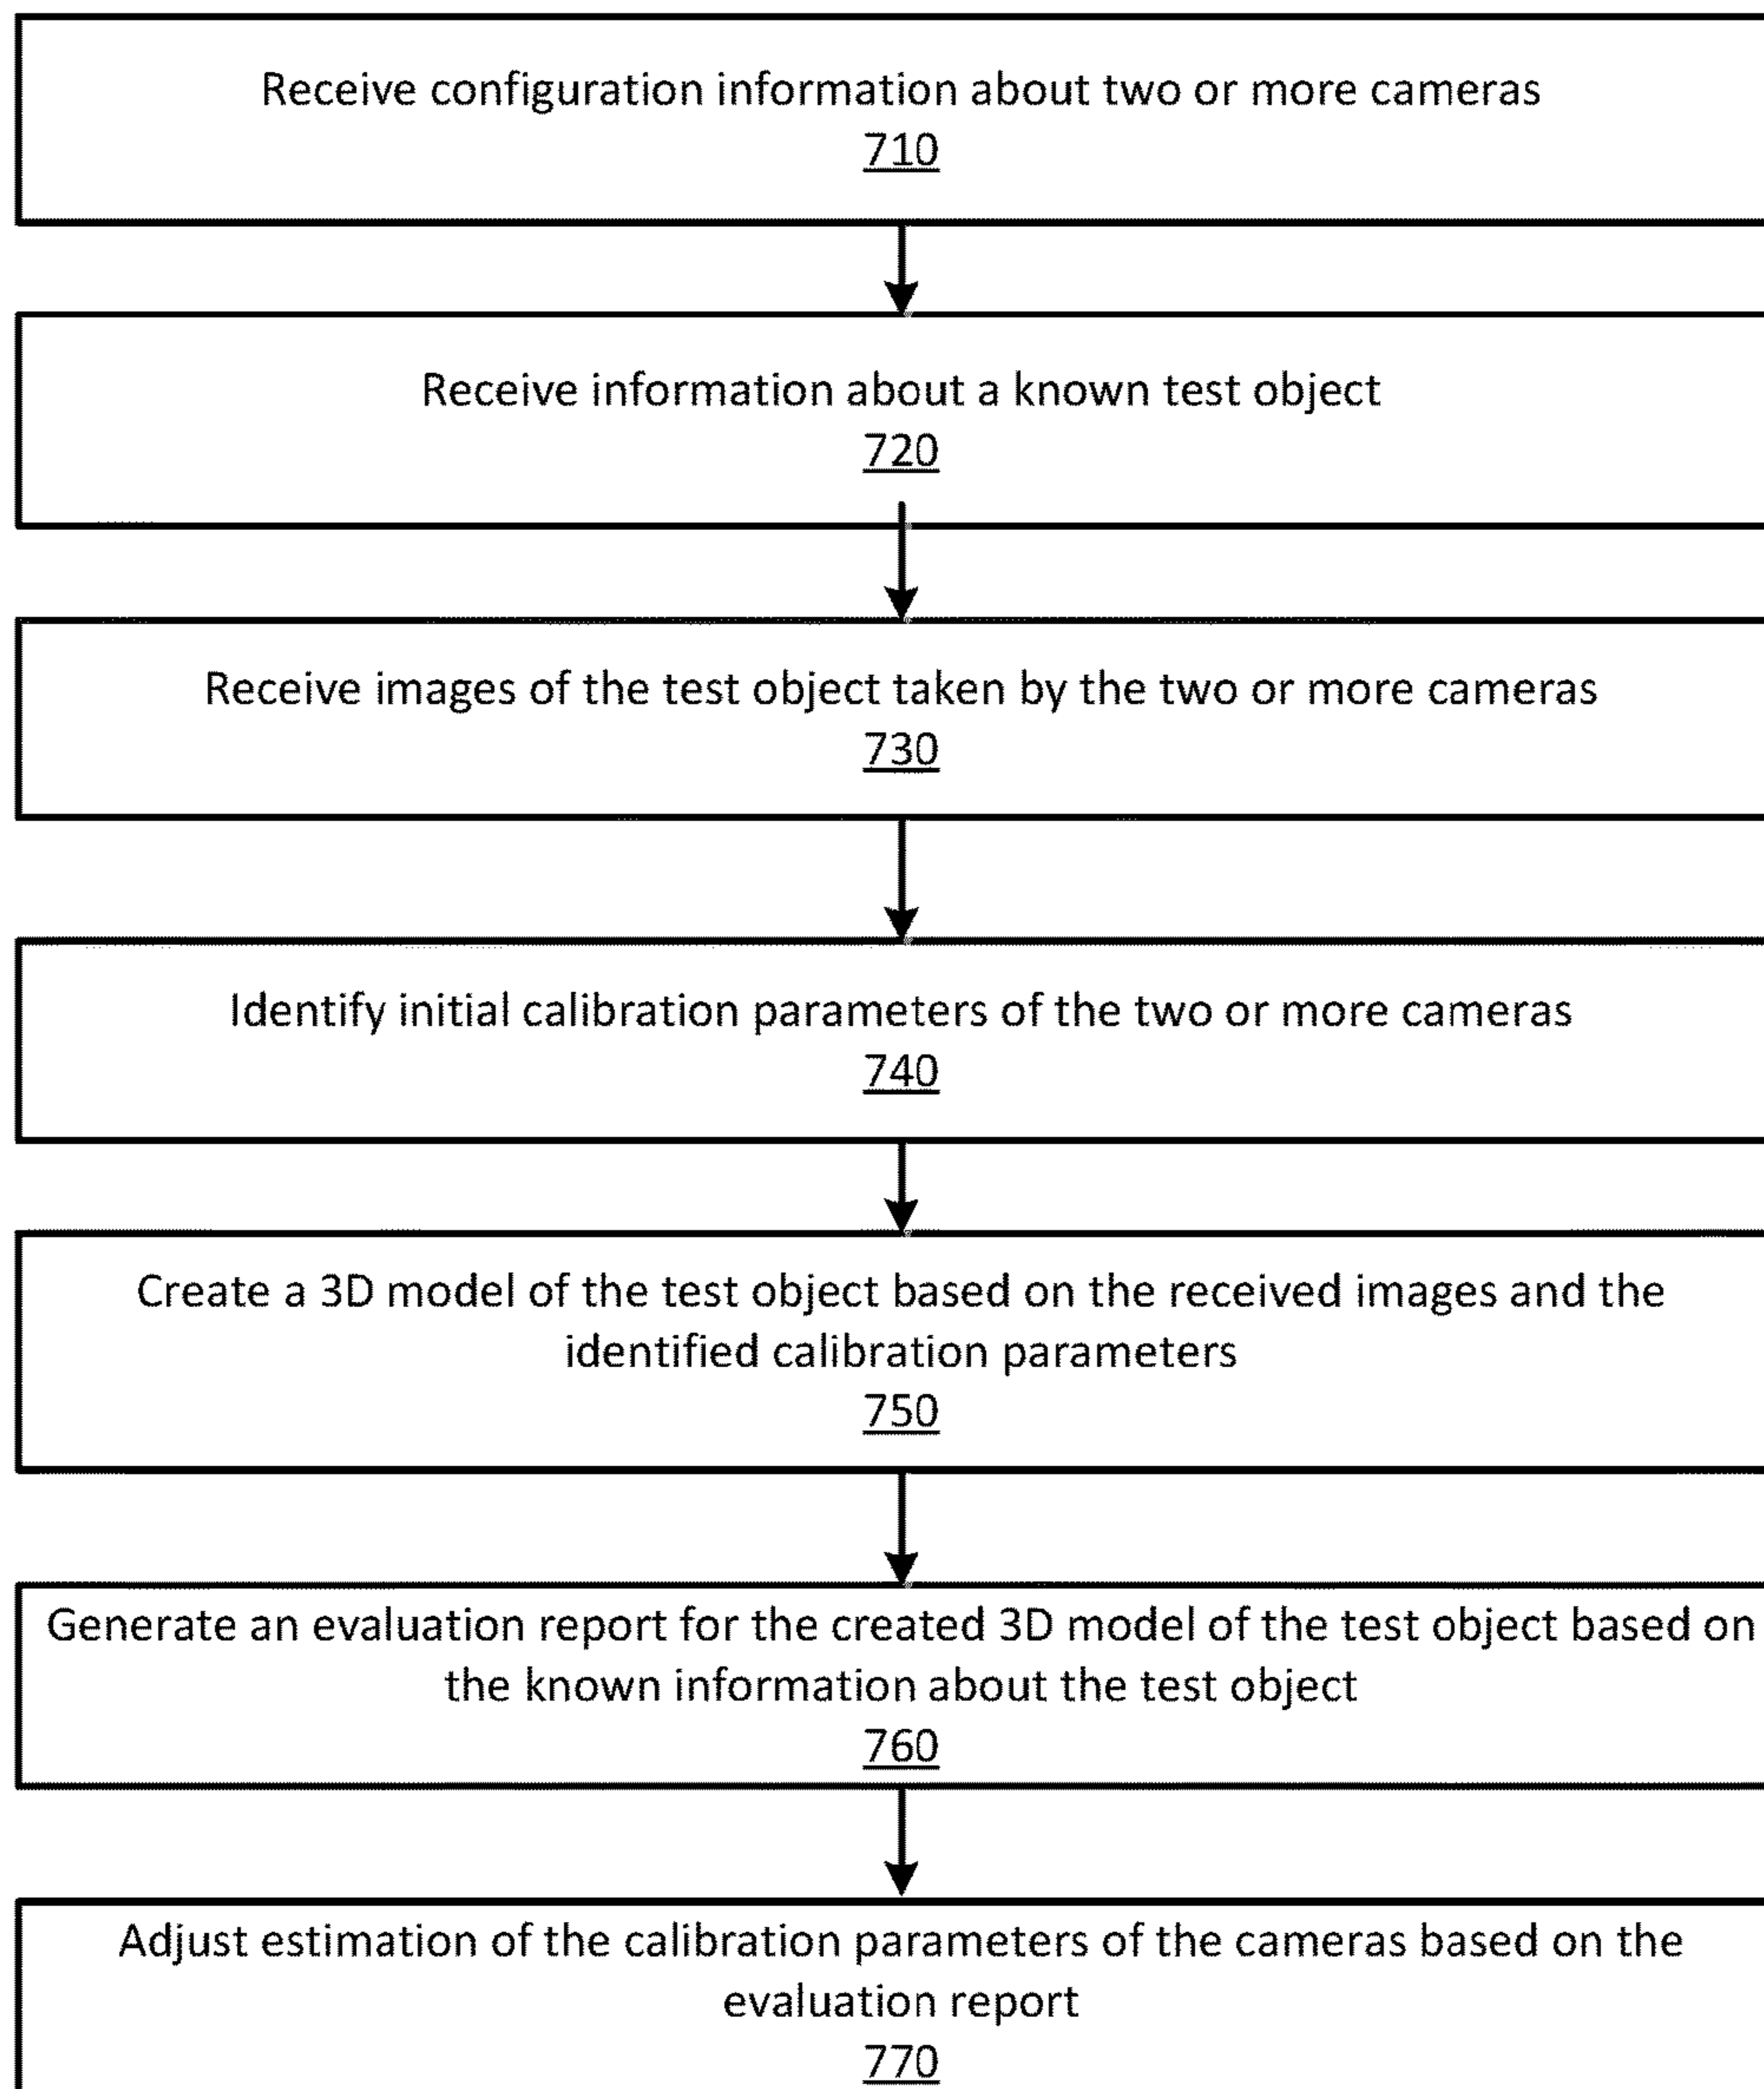 Receive configuration information about two or more cameras
710
Receive information about a known test object
720
Receive images of the test object taken by the two or more cameras
730
Identify initial calibration parameters of the two or more cameras
740
Create a 3D model of the test object based on the received images and the
identified calibration parameters
750
Generate an evaluation report for the created 3D model of the test object based on
the known information about the test object
760
Adjust estimation of the calibration parameters of the cameras based on the
evaluation report
770